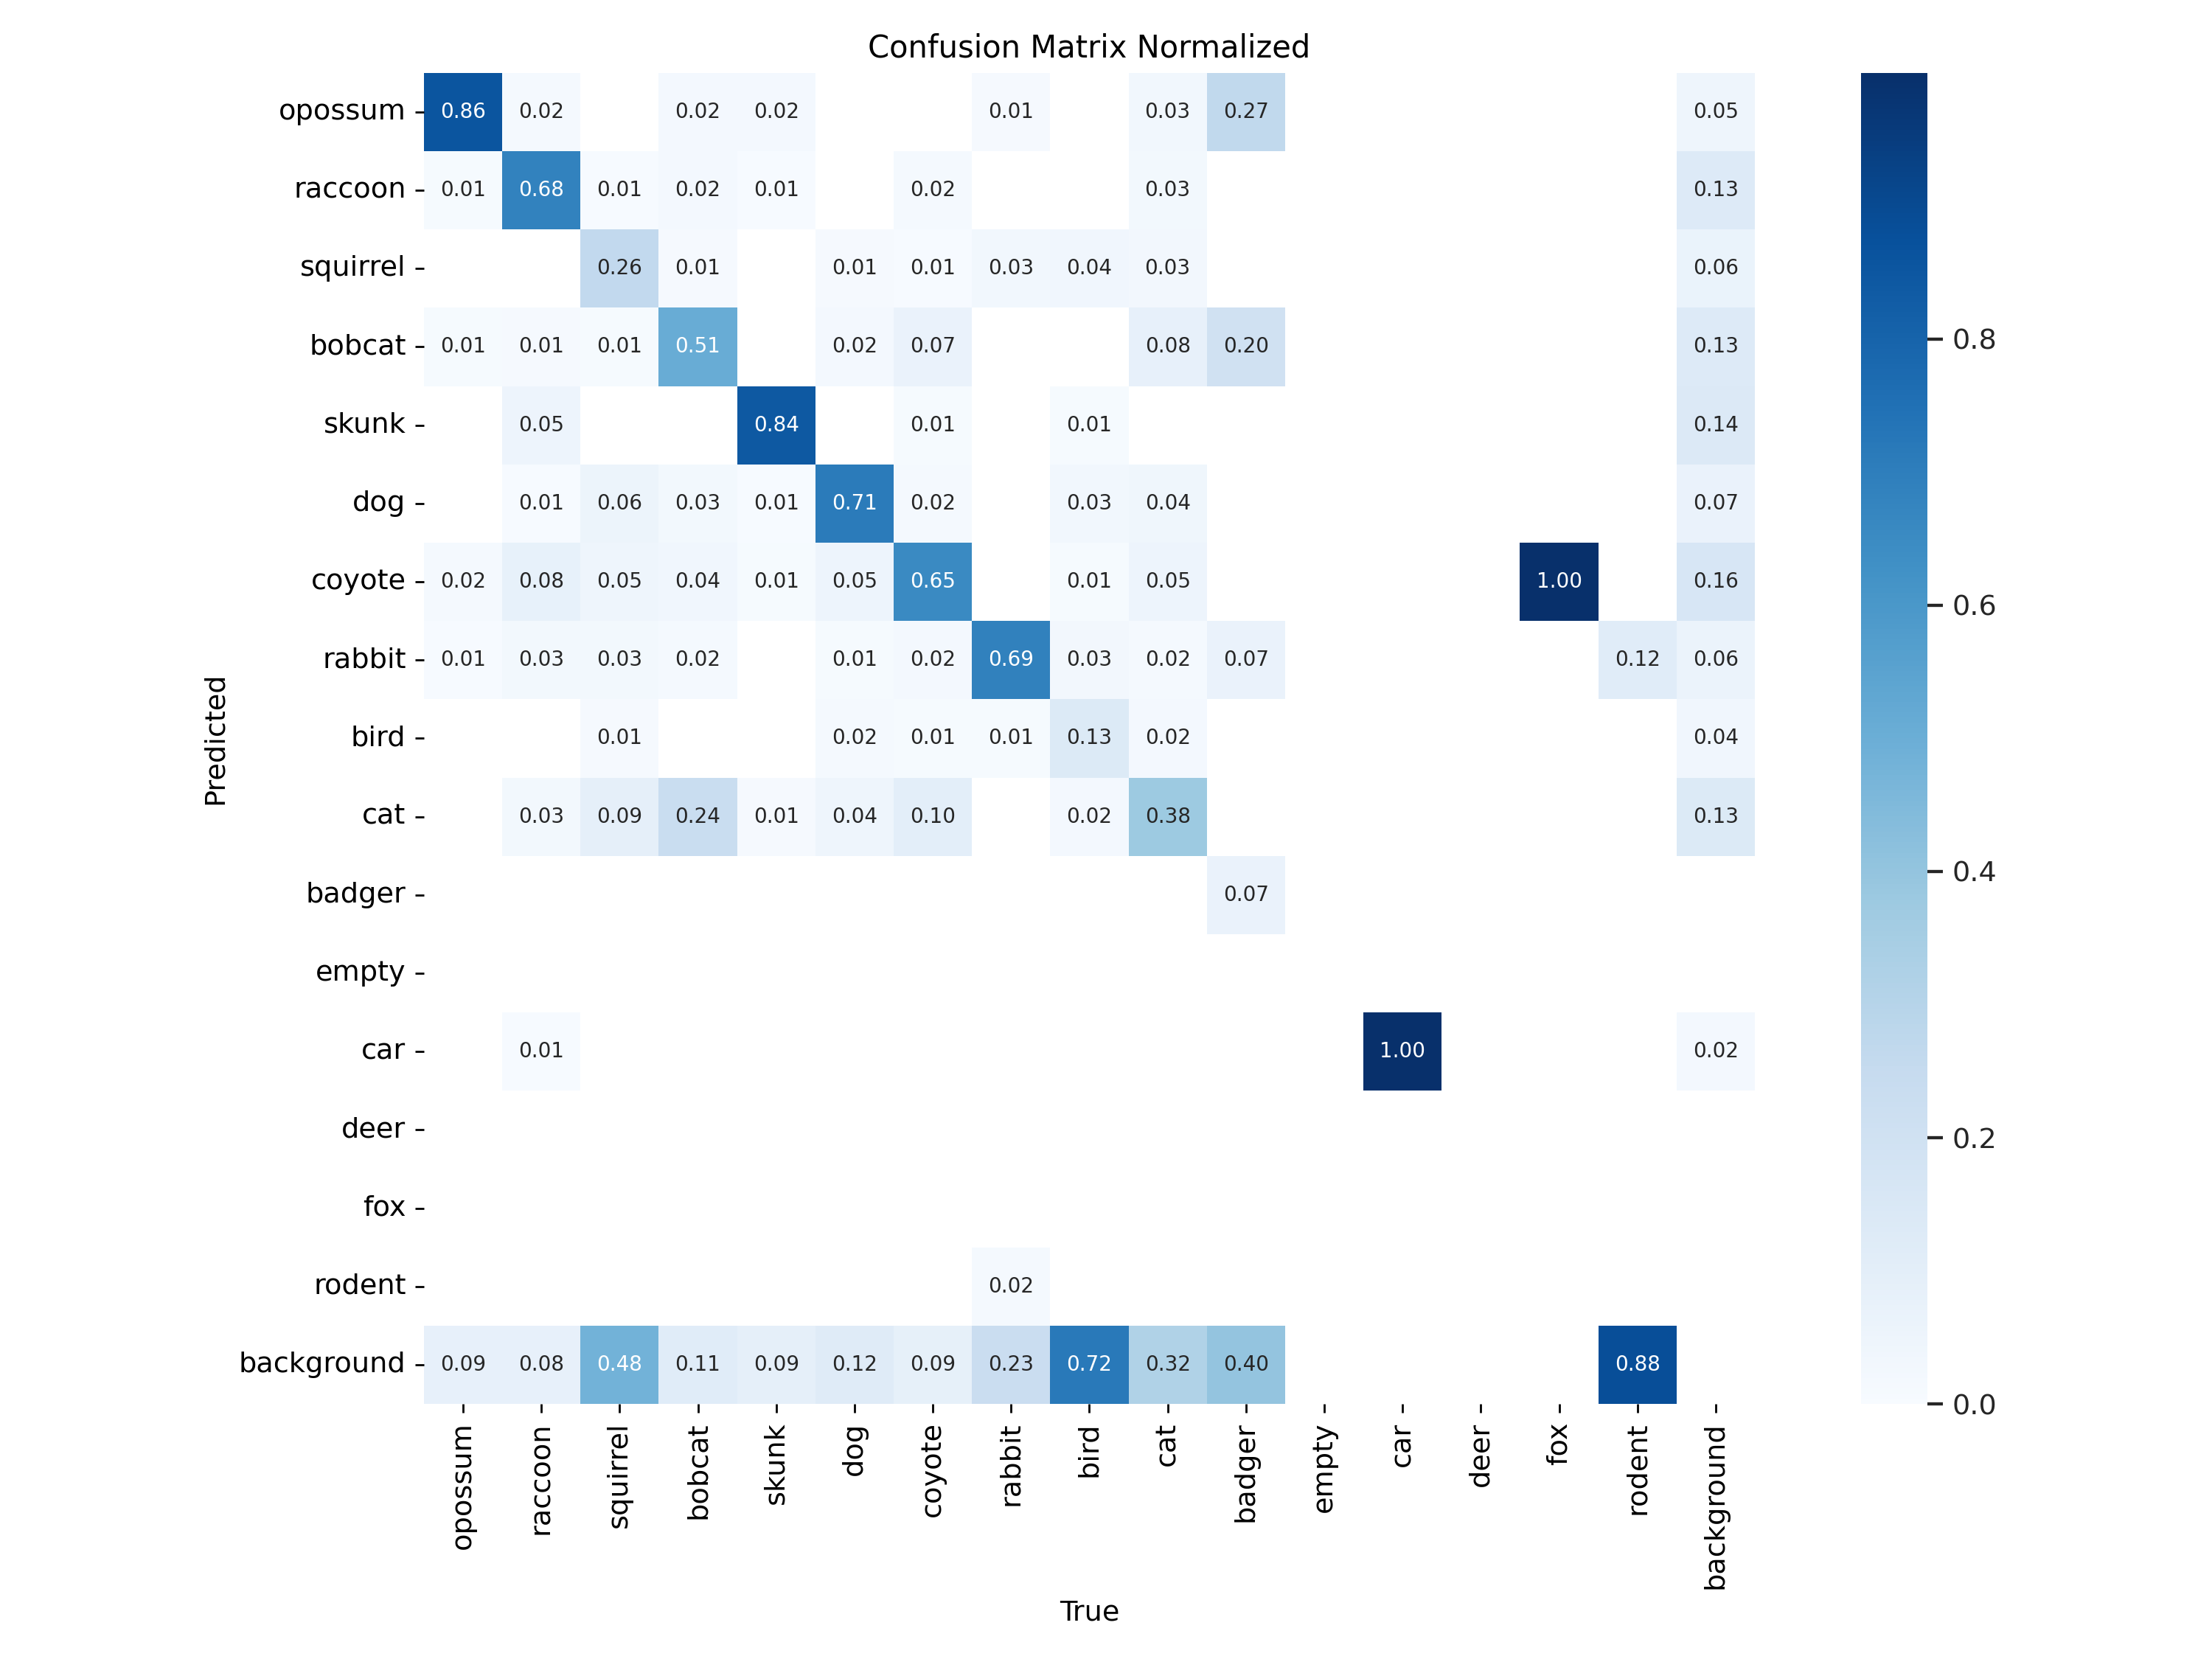 Confusion Matrix Normalized
opossum 0.86 0.02 0.02 0.02 0.01 0.03 0.27 0.05
raccoon 0.01 0.68 0.01 0.02 0.01 0.02 0.03 0.13
squirrel 0.26 0.01 0.01 0.01 0.03 0.04 0.03 0.06
bobcat 0.01 0.01 0.01 0.51 0.02 0.07 0.08 0.20 0.13
skunk 0.05 0.84 0.01 0.01 0.14
dog 0.01 0.06 0.03 0.01 0.71 0.02 0.03 0.04 0.07
coyote 0.02 0.08 0.05 0.04 0.01 0.05 0.65 0.01 0.05 1.00 0.16
rabbit 0.01 0.03 0.03 0.02 0.01 0.02 0.69 0.03 0.02 0.07 0.12 0.06
bird 0.01 0.02 0.01 0.01 0.13 0.02 0.04
cat 0.03 0.09 0.24 0.01 0.04 0.10 0.02 0.38 0.13
badger 0.07
empty
car 0.01 1.00 0.02
deer
fox
rodent 0.02
background 0.09 0.08 0.48 0.11 0.09 0.12 0.09 0.23 0.72 0.32 0.40 0.88
Predicted
opossum raccoon squirrel bobcat skunk dog coyote rabbit bird cat badger empty car deer fox rodent background
True
0.8
0.6
0.4
0.2
0.0